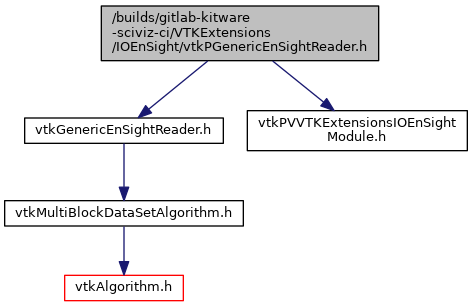 /builds/gitlab-kitware
-sciviz-ci/VTKExtensions
/IOEnSight/vtkPGenericEnSightReader.h
vtkGenericEnSightReader.h
vtkPVVTKExtensionsIOEnSight
Module.h
vtkMultiBlockDataSetAlgorithm.h
vtkAlgorithm.h